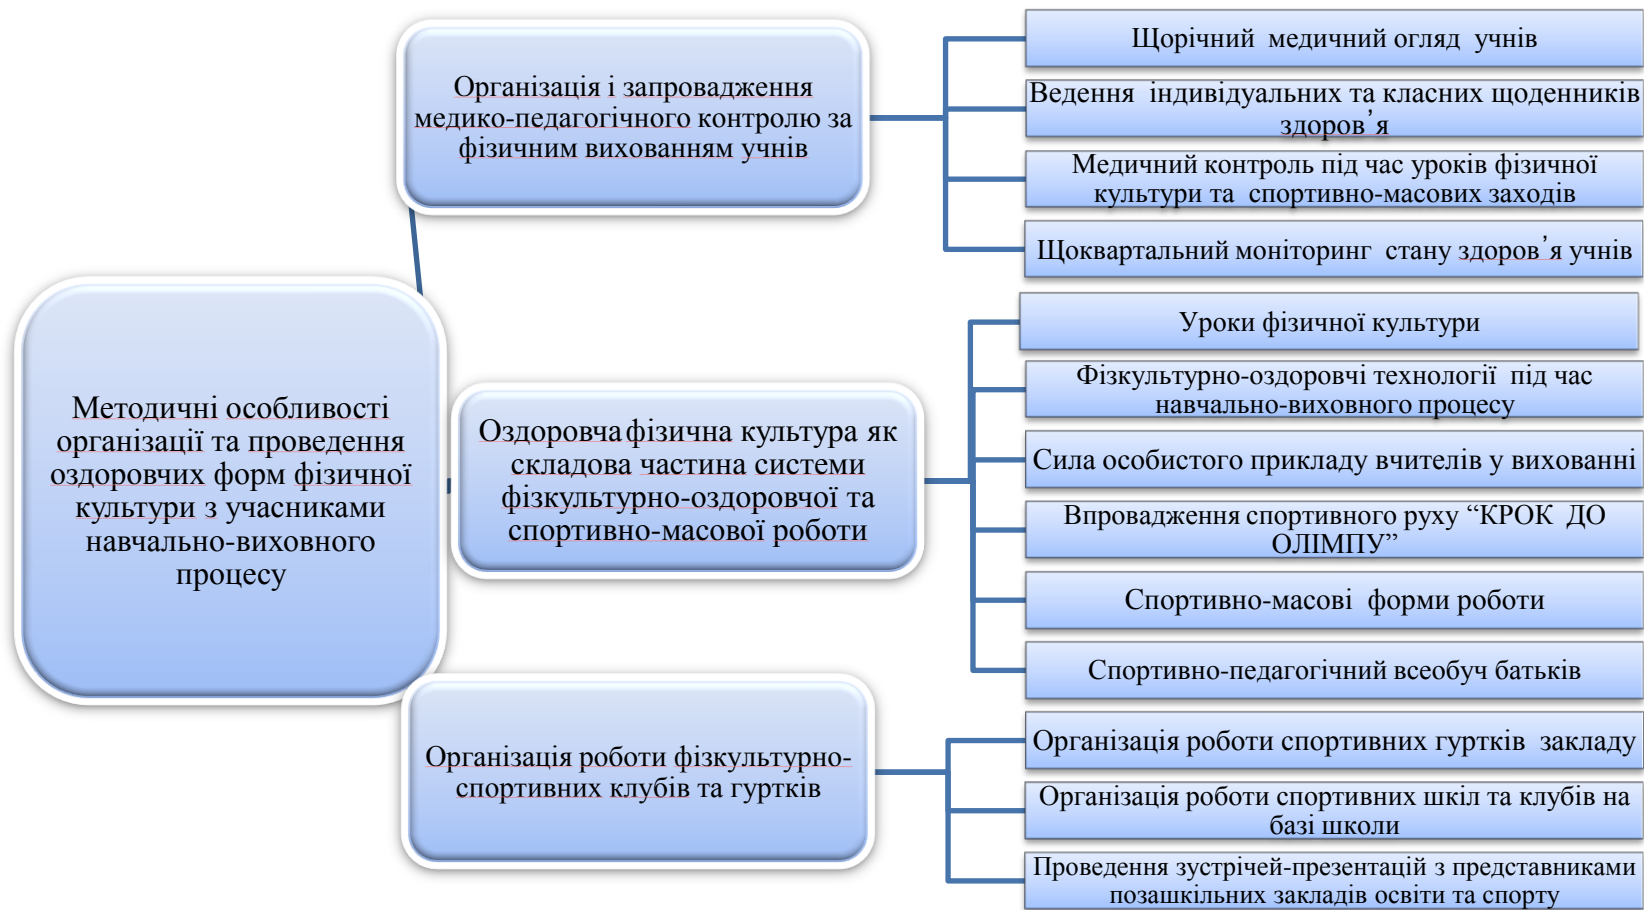 Методичні особливості
організації та проведення
оздоровчих форм фізичної
культури з учасниками
навчально-виховного
процесу
Організація і запровадження
медико-педагогічного контролю за
фізичним вихованням учнів
Щорічний медичний огляд учнів
Ведення індивідуальних та класних щоденників
здоров’я
Медичний контроль під час уроків фізичної
культури та спортивно-масових заходів
Щоквартальний моніторинг стану здоров’я учнів
Оздоровча фізична культура як
складова частина системи
фізкультурно-оздоровчої та
спортивно-масової роботи
Уроки фізичної культури
Фізкультурно-оздоровчі технології під час
навчально-виховного процесу
Сила особистого прикладу вчителів у вихованні
Впровадження спортивного руху “КРОК ДО
ОЛІМПУ”
Спортивно-масові форми роботи
Спортивно-педагогічний всеобуч батьків
Організація роботи фізкультурно-
спортивних клубів та гуртків
Організація роботи спортивних гуртків закладу
Організація роботи спортивних шкіл та клубів на
базі школи
Проведення зустрічей-презентацій з представниками
позашкільних закладів освіти та спорту